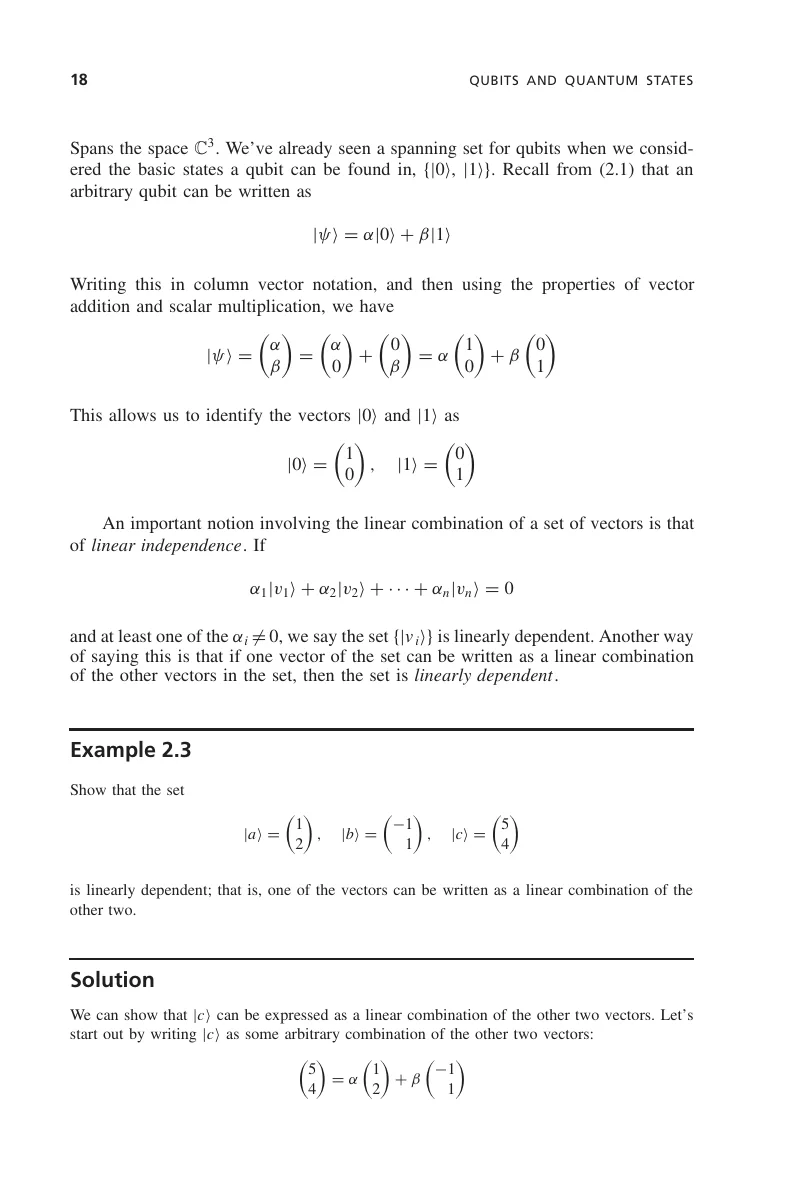 18 QUBITS AND QUANTUM STATES
Spans the space ℂ³. We’ve already seen a spanning set for qubits when we consid-
ered the basic states a qubit can be found in, {|0⟩, |1⟩}. Recall from (2.1) that an
arbitrary qubit can be written as
|ψ⟩ = α|0⟩ + β|1⟩
Writing this in column vector notation, and then using the properties of vector
addition and scalar multiplication, we have
|ψ⟩ = (α β) = (α 0) + (0 β) = α (1 0) + β (0 1)
This allows us to identify the vectors |0⟩ and |1⟩ as
|0⟩ = (1 0), |1⟩ = (0 1)
An important notion involving the linear combination of a set of vectors is that
of linear independence. If
α₁|v₁⟩ + α₂|v₂⟩ + · · · + αₙ|vₙ⟩ = 0
and at least one of the αᵢ ≠ 0, we say the set {|vᵢ⟩} is linearly dependent. Another way
of saying this is that if one vector of the set can be written as a linear combination
of the other vectors in the set, then the set is linearly dependent.
Example 2.3
Show that the set
|a⟩ = (1 2), |b⟩ = (−1 1), |c⟩ = (5 4)
is linearly dependent; that is, one of the vectors can be written as a linear combination of the
other two.
Solution
We can show that |c⟩ can be expressed as a linear combination of the other two vectors. Let’s
start out by writing |c⟩ as some arbitrary combination of the other two vectors:
(5 4) = α (1 2) + β (−1 1)